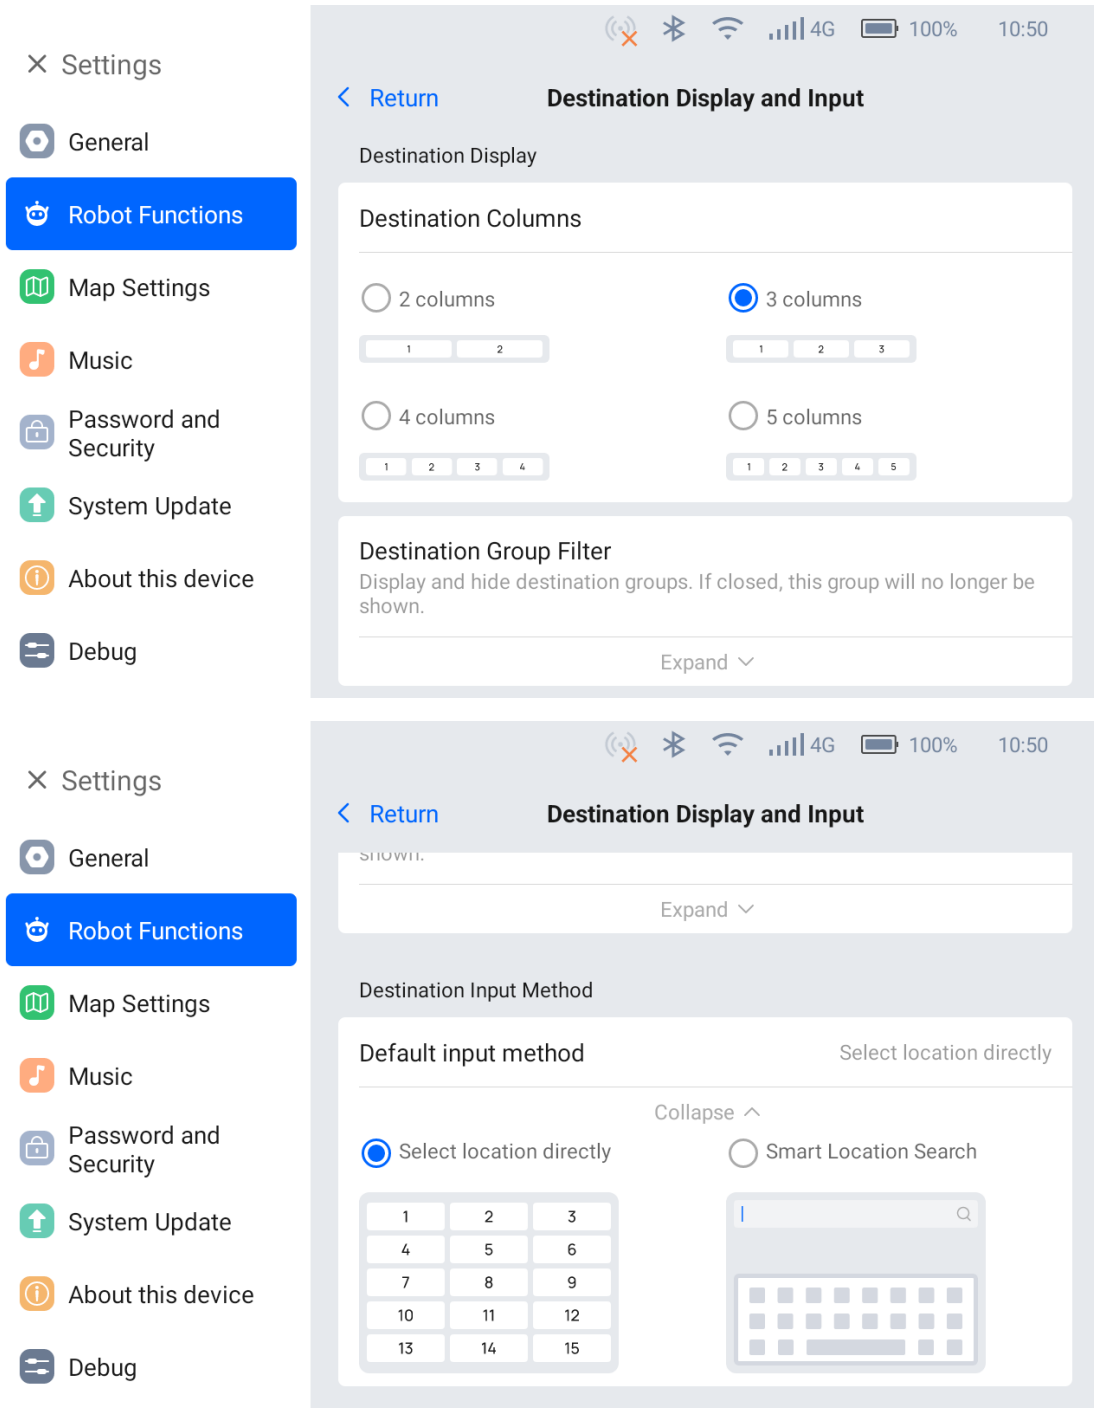 4G 100% 10:50
Settings
Return Destination Display and Input
General
Robot Functions
Map Settings
Music
Password and
Security
System Update
About this device
Debug
Destination Display
Destination Columns
2 columns 3 columns
1 2 1 2 3
4 columns 5 columns
1 2 3 4 1 2 3 4 5
Destination Group Filter
Display and hide destination groups. If closed, this group will no longer be
shown.
Expand
4G 100% 10:50
Settings
Return Destination Display and Input
General
Robot Functions
Map Settings
Music
Password and
Security
System Update
About this device
Debug
shown.
Expand
Destination Input Method
Default input method Select location directly
Collapse
Select location directly Smart Location Search
1 2 3
4 5 6
7 8 9
10 11 12
13 14 15